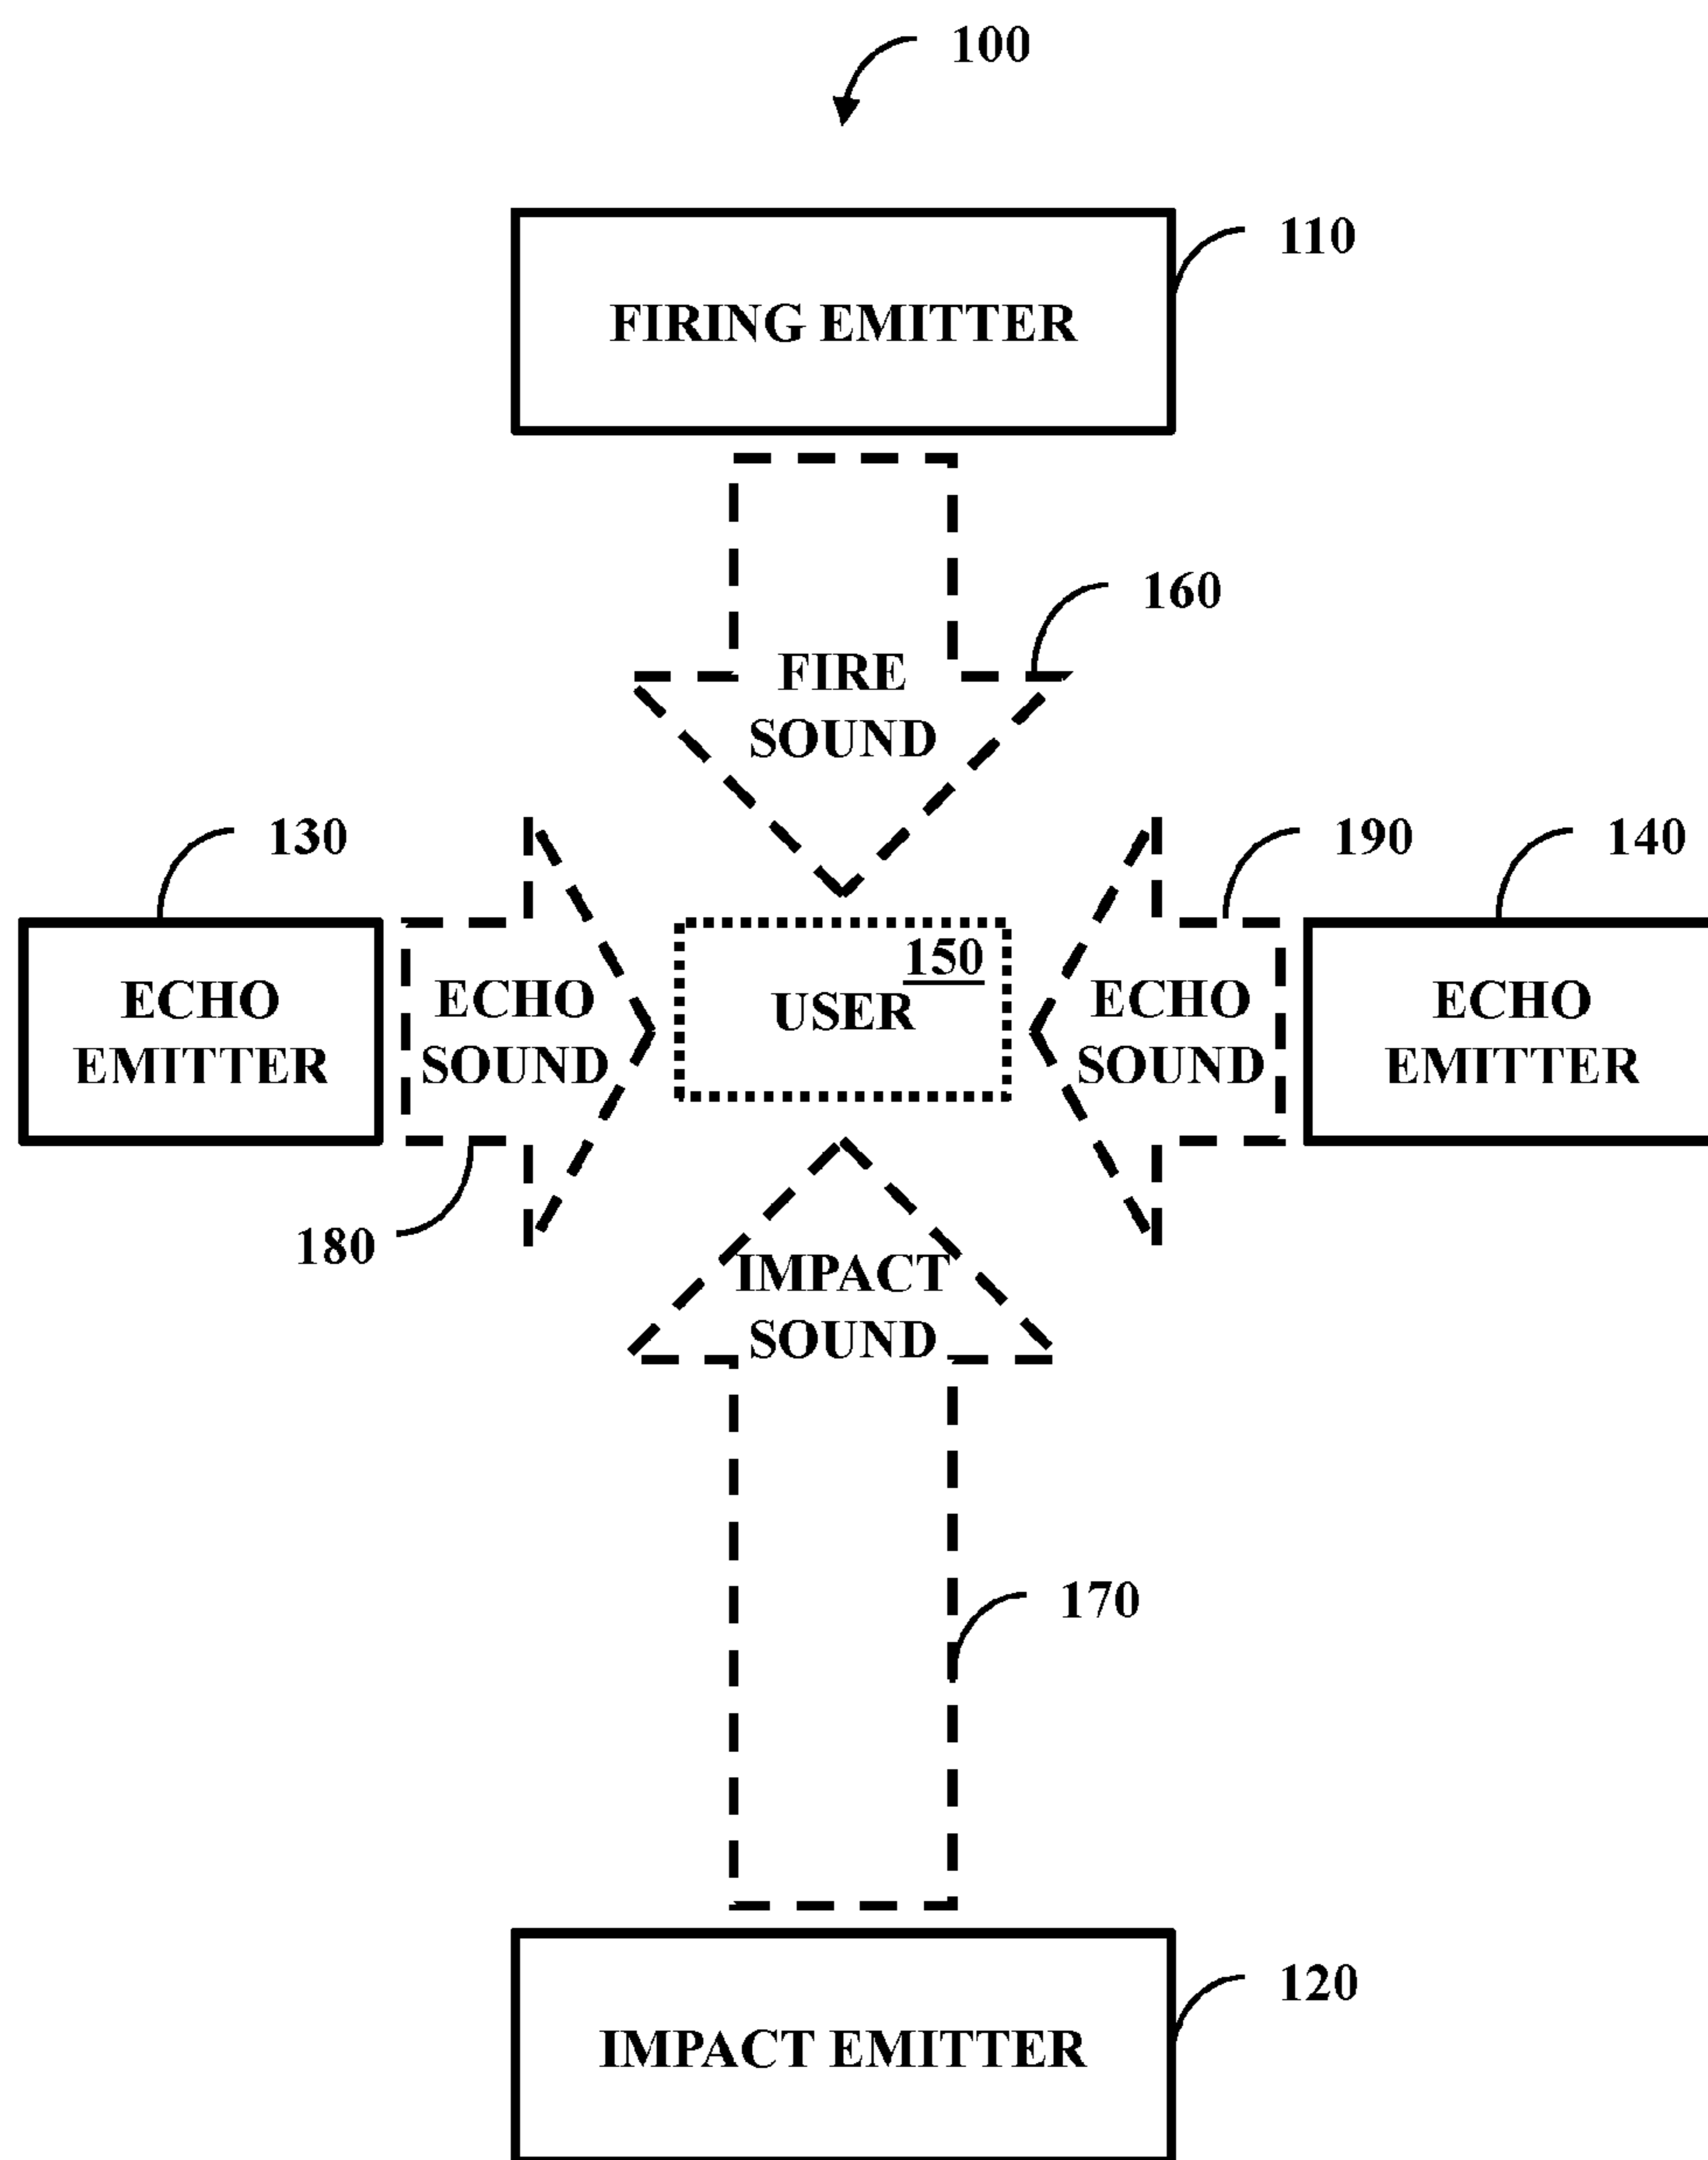 100
110
FIRING EMITTER
160
FIRE
SOUND
130
190
140
150
USER
ECHO
EMITTER
ECHO
SOUND
ECHO
SOUND
ECHO
EMITTER
180
IMPACT
SOUND
170
120
IMPACT EMITTER